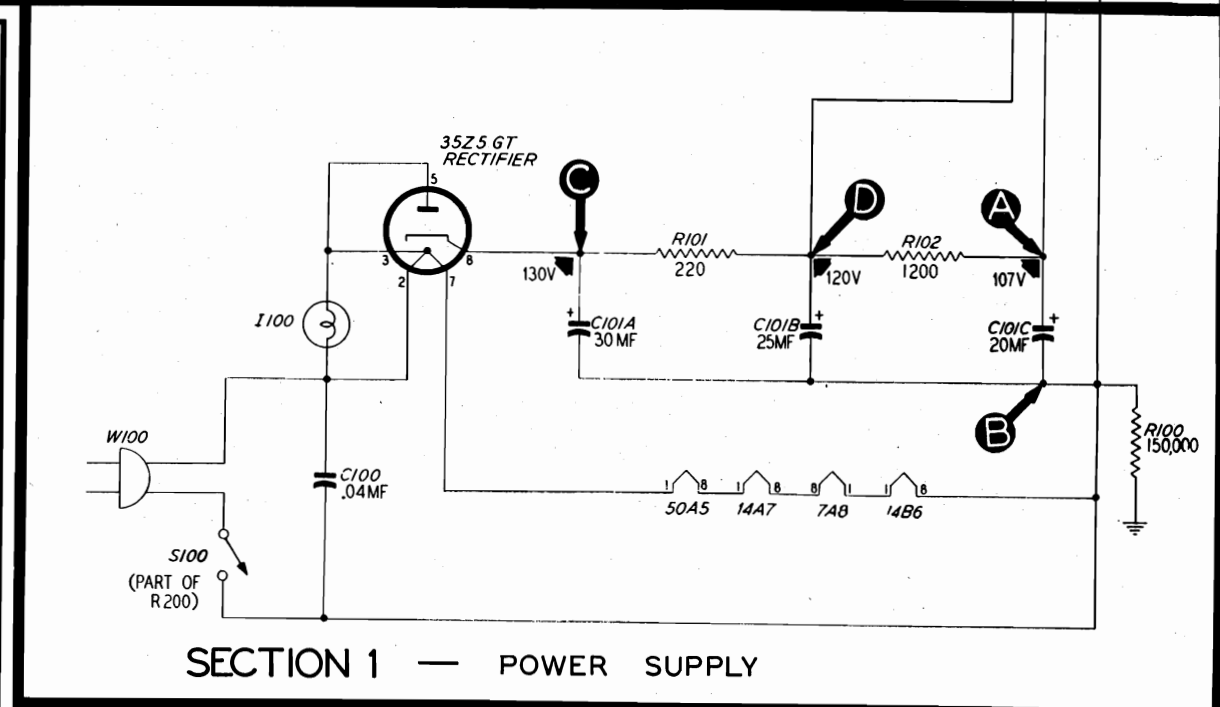 35Z5 GT
RECTIFIER
5
3
8
2
7
C
130V
R101
220
D
120V
R102
1200
A
107V
I100
+
C101A
30 MF
+
C101B
25MF
+
C101C
20MF
B
R100
150,000
W100
C100
.04MF
1 8
50A5
1 8
14A7
8 1
7A8
1 8
14B6
S100
(PART OF
R200)
SECTION 1 — POWER SUPPLY